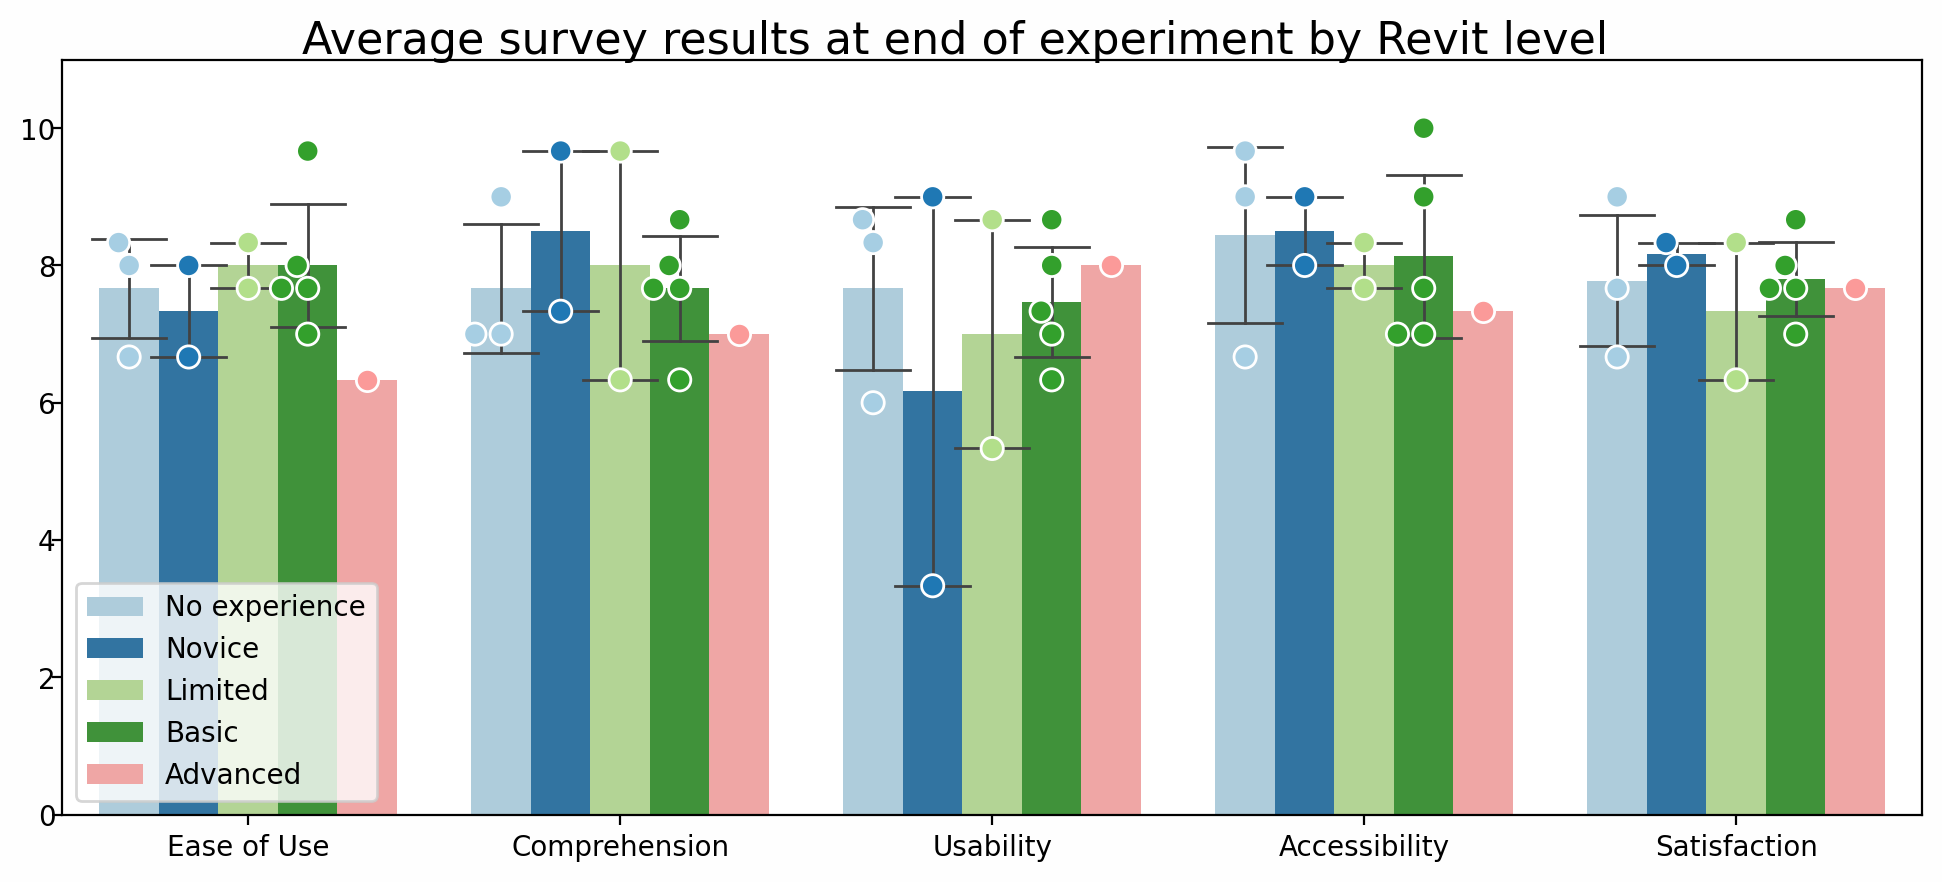 Average survey results at end of experiment by Revit level
10
8
6
4
2
0
No experience
Novice
Limited
Basic
Advanced
Ease of Use
Comprehension
Usability
Accessibility
Satisfaction